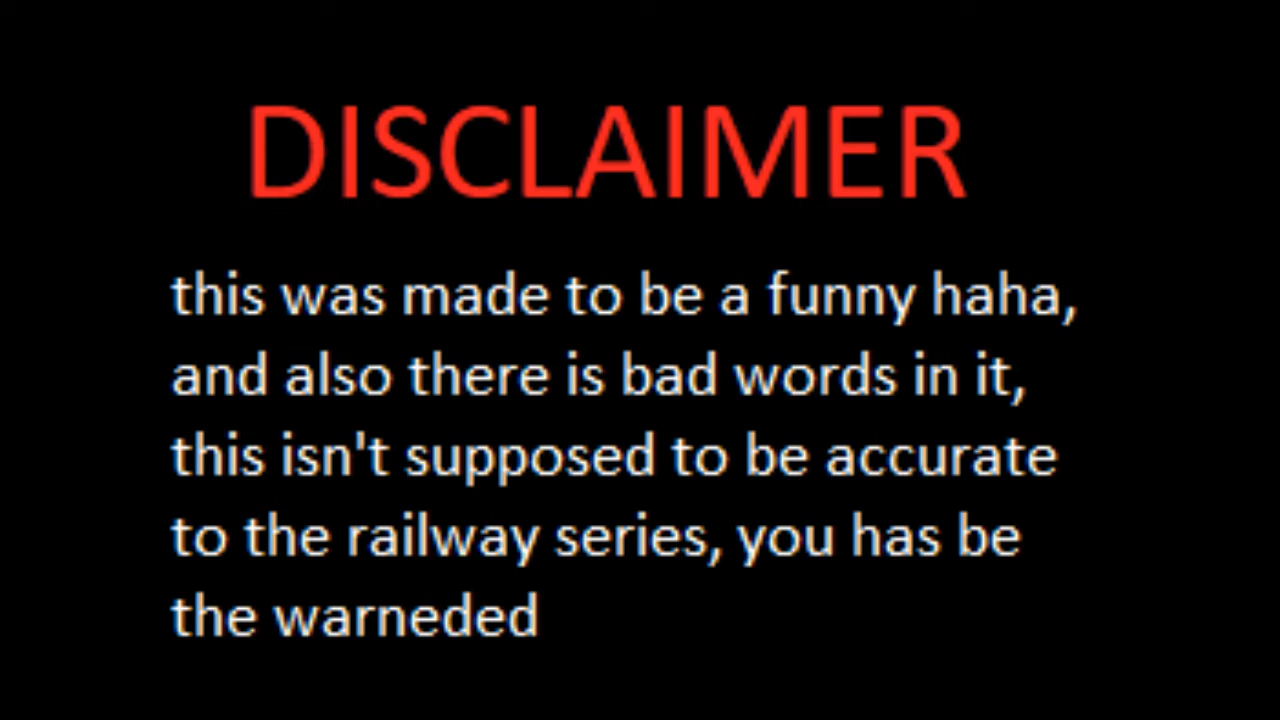 DISCLAIMER
this was made to be a funny haha,
and also there is bad words in it,
this isn't supposed to be accurate
to the railway series, you has be
the warneded